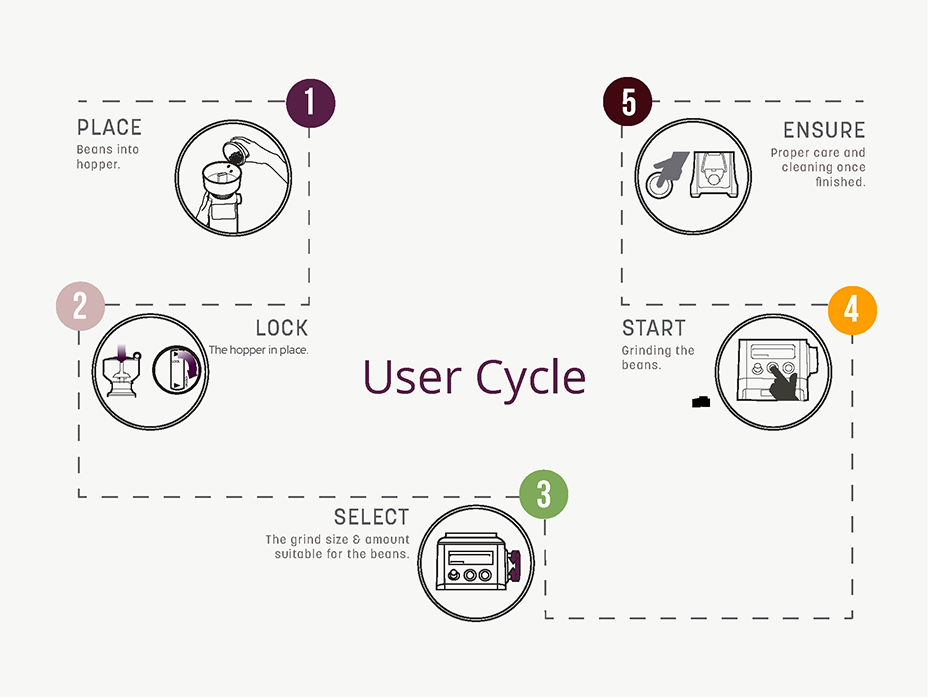 1
PLACE
Beans into
hopper.
2
LOCK
The hopper in place.
LOCK
User Cycle
3
SELECT
The grind size & amount
suitable for the beans.
4
START
Grinding the
beans.
5
ENSURE
Proper care and
cleaning once
finished.